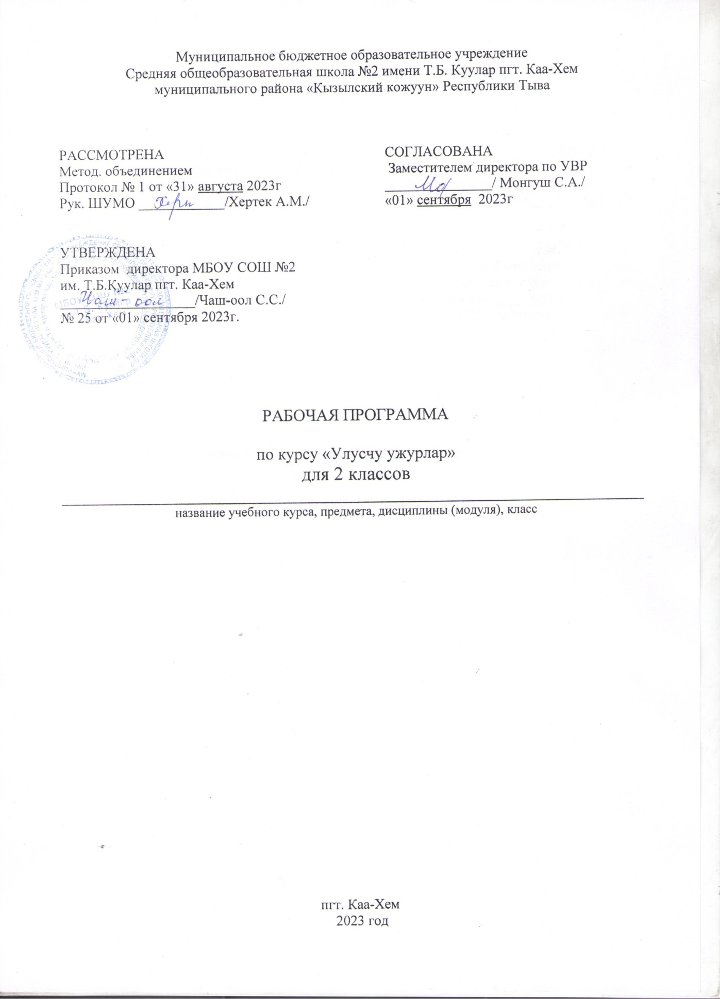 Муниципальное бюджетное образовательное учреждение
Средняя общеобразовательная школа №2 имени Т.Б. Куулар пгт. Каа-Хем
муниципального района «Кызылский кожуун» Республики Тыва
РАССМОТРЕНА
Метод. объединением
Протокол № 1 от «31» августа 2023г
Рук. ШУМО ____________/Хертек А.М./
СОГЛАСОВАНА
Заместителем директора по УВР
_______________/ Монгуш С.А./
«01» сентября 2023г
УТВЕРЖДЕНА
Приказом директора МБОУ СОШ №2
им. Т.Б.Куулар пгт. Каа-Хем
Чаш-оол /Чаш-оол С.С./
№ 25 от «01» сентября 2023г.
РАБОЧАЯ ПРОГРАММА
по курсу «Улусчу ужурлар»
для 2 классов
название учебного курса, предмета, дисциплины (модуля), класс
пгт. Каа-Хем
2023 год